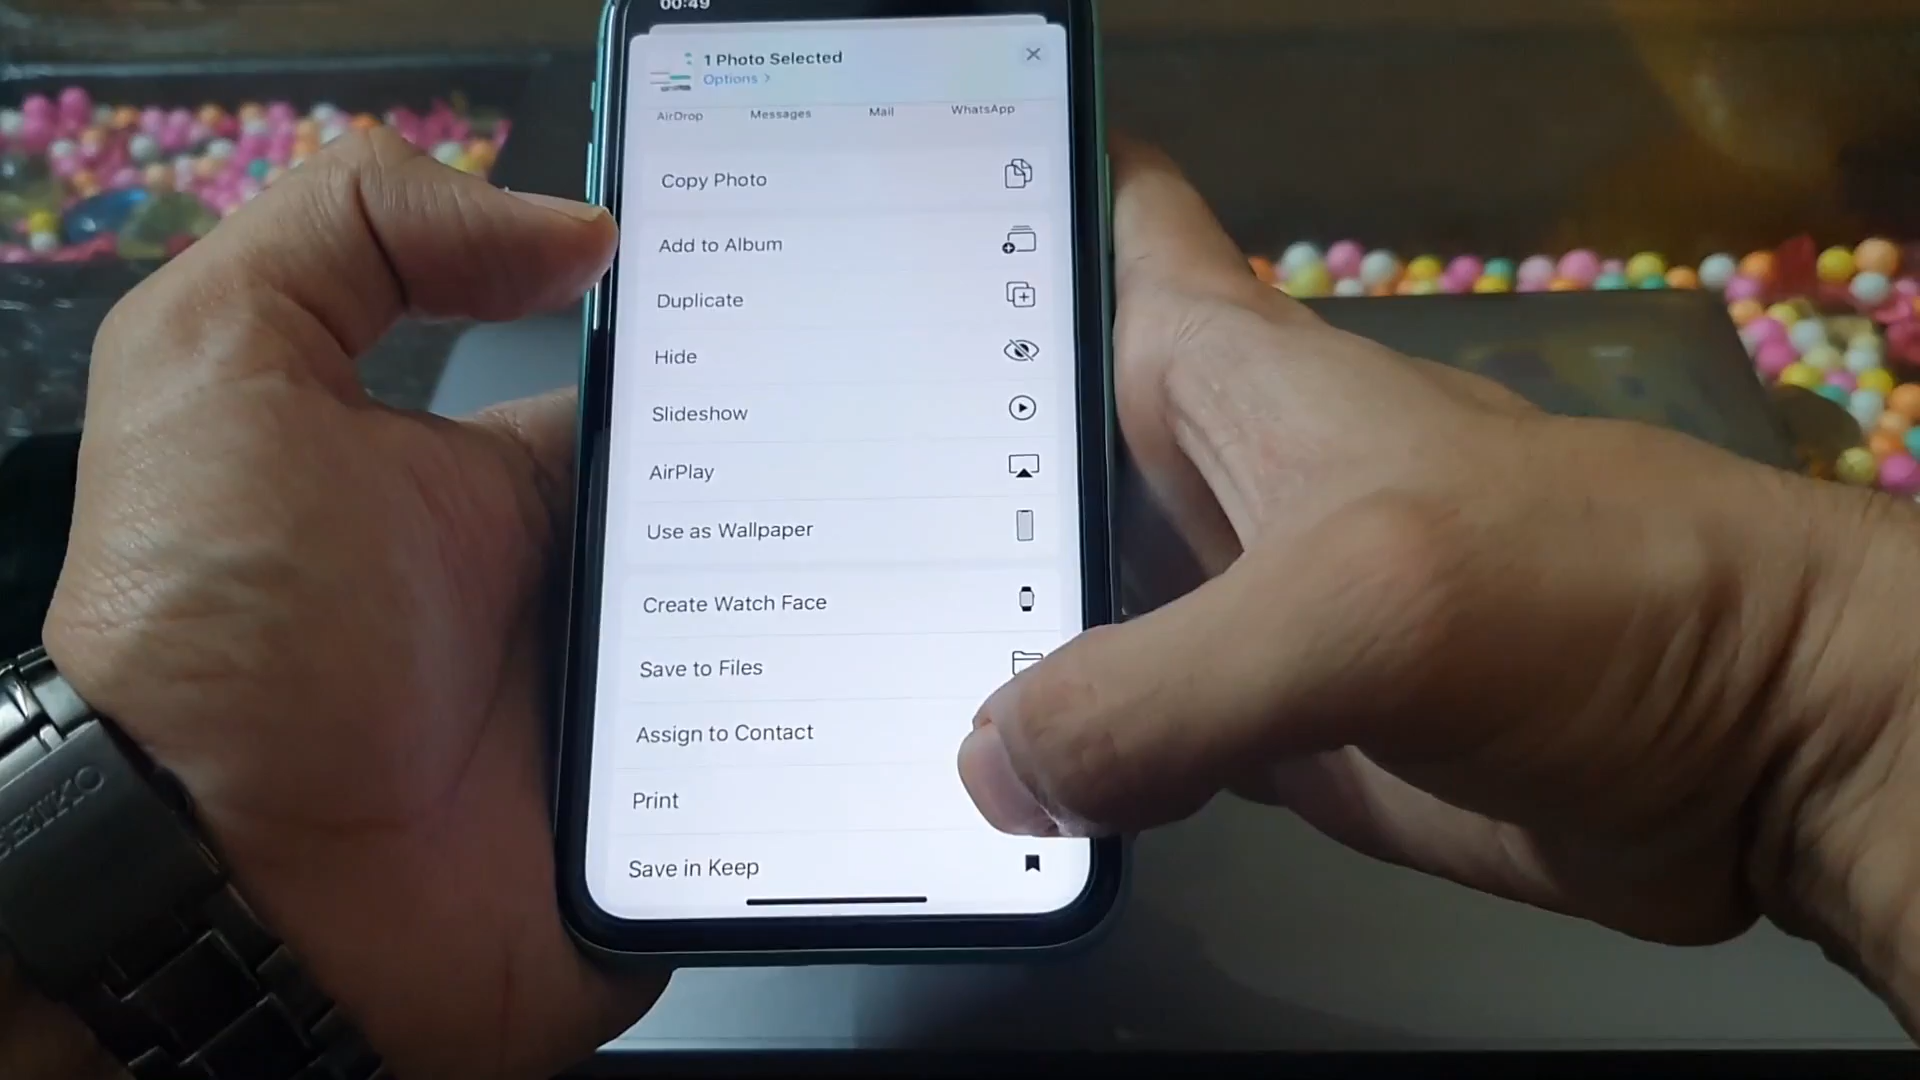 00:49
1 Photo Selected
Options >
AirDrop
Messages
Mail
WhatsApp
Copy Photo
Add to Album
Duplicate
Hide
Slideshow
AirPlay
Use as Wallpaper
Create Watch Face
Save to Files
Assign to Contact
Print
Save in Keep
SEIKO